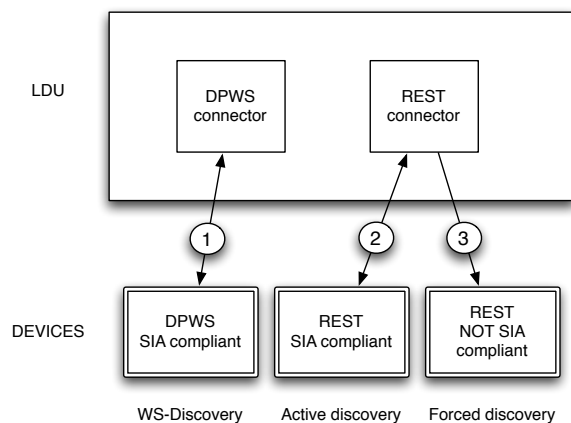 LDU
DPWS
connector
REST
connector
1
2
3
DEVICES
DPWS
SIA compliant
REST
SIA compliant
REST
NOT SIA
compliant
WS-Discovery
Active discovery
Forced discovery